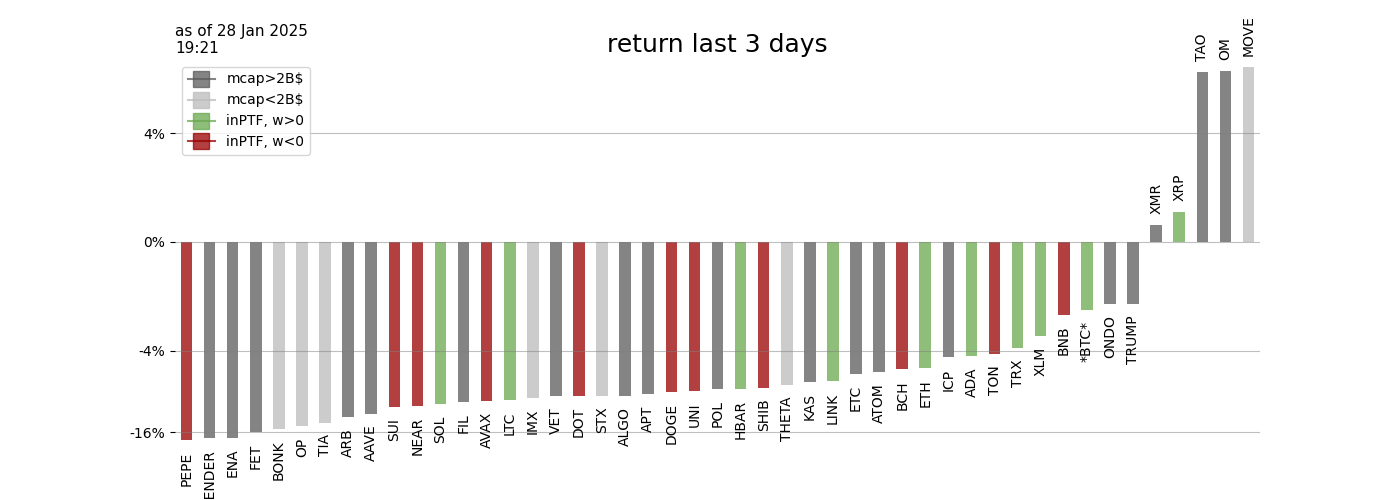 as of 28 Jan 2025
19:21
return last 3 days
mcap>2B$
mcap<2B$
inPTF, w>0
inPTF, w<0
4%
0%
-4%
-16%
PEPE
ENDER
ENA
FET
BONK
OP
TIA
ARB
AAVE
SUI
NEAR
SOL
FIL
AVAX
LTC
IMX
VET
DOT
STX
ALGO
APT
DOGE
UNI
POL
HBAR
SHIB
THETA
KAS
LINK
ETC
ATOM
BCH
ETH
ICP
ADA
TON
TRX
XLM
BNB
*BTC*
ONDO
TRUMP
XMR
XRP
TAO
OM
MOVE